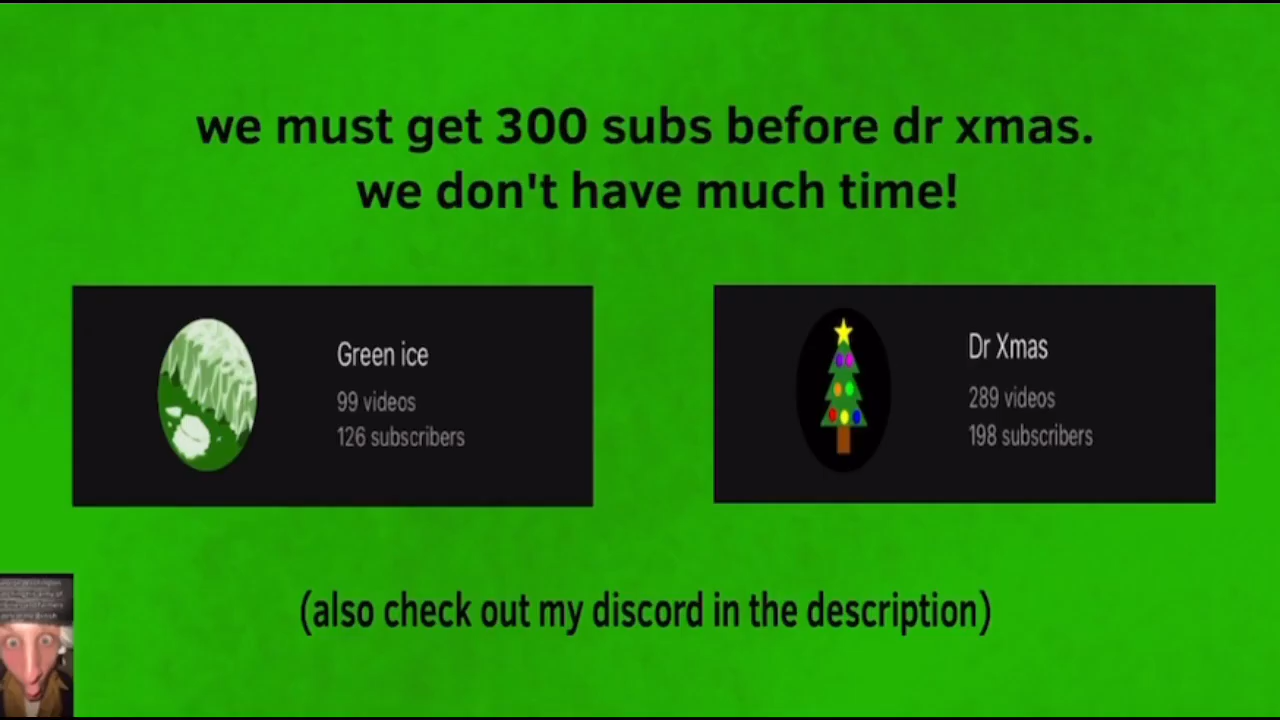 we must get 300 subs before dr xmas.
we don't have much time!
Green ice
99 videos
126 subscribers
Dr Xmas
289 videos
198 subscribers
(also check out my discord in the description)